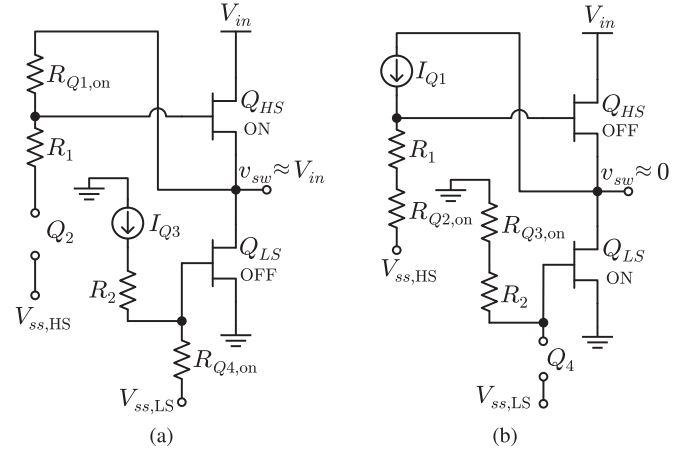 V_in
R_Q1,on
Q_HS
ON
R_1
v_sw ≈ V_in
Q_2
I_Q3
Q_LS
OFF
R_2
V_ss,HS
R_Q4,on
V_ss,LS
(a)
V_in
I_Q1
Q_HS
OFF
R_1
v_sw ≈ 0
R_Q2,on
R_Q3,on
Q_LS
ON
V_ss,HS
R_2
Q_4
V_ss,LS
(b)